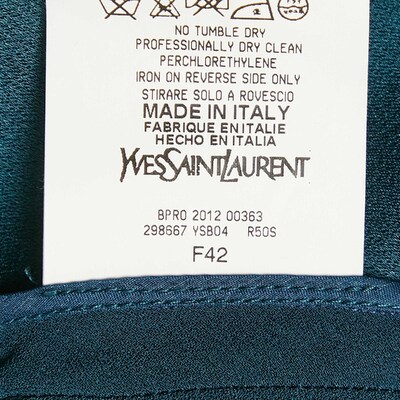 NO TUMBLE DRY
PROFESSIONALLY DRY CLEAN
PERCHLORETHYLENE
IRON ON REVERSE SIDE ONLY
STIRARE SOLO A ROVESCIO
MADE IN ITALY
FABRIQUE EN ITALIE
HECHO EN ITALIA
YVESSAINTLAURENT
BPRO 2012 00363
298667 YSB04 R50S
F42